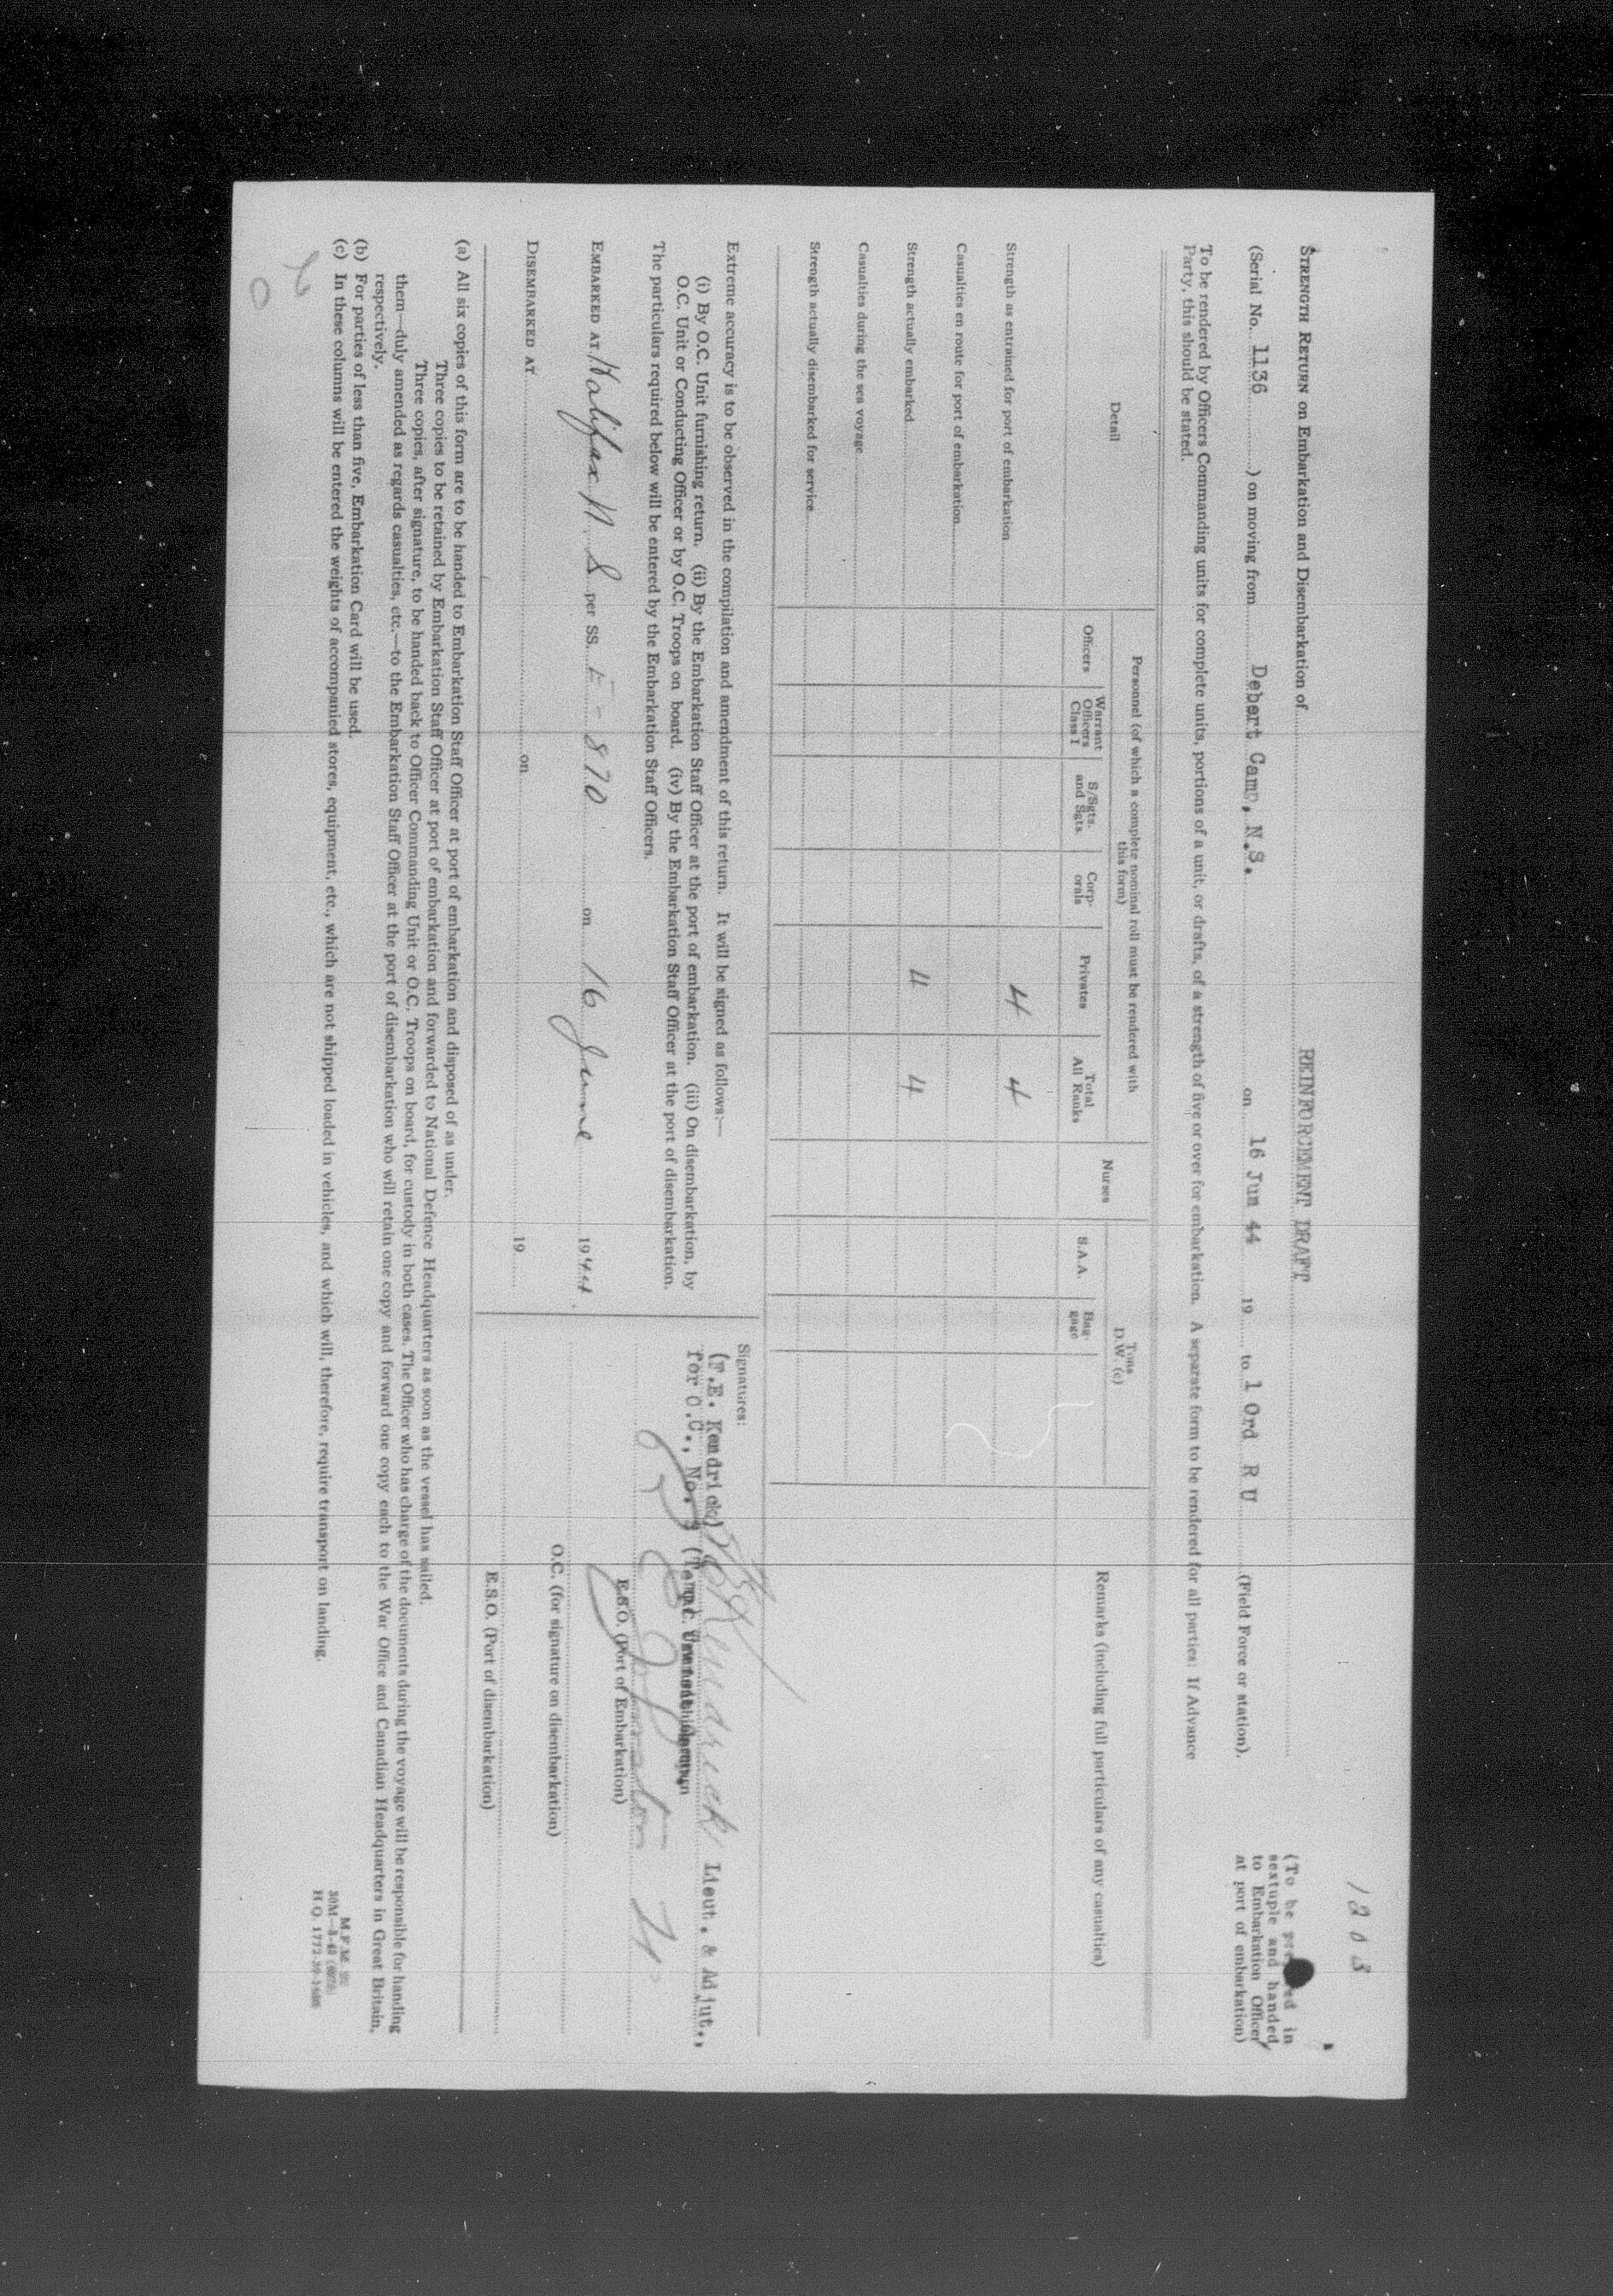 1203
STRENGTH RETURN on Embarkation and Disembarkation of REINFORCEMENT DRAFT
(To be in
sextuple and handed
to Embarkation Officer
at port of embarkation)
(Serial No. 1136 ) on moving from Debert Camp, N.S. on 16 Jun 44 19 to 1 Ord R U (Field Force or station).
To be rendered by Officers Commanding units for complete units, portions of a unit, or drafts, of a strength of five or over for embarkation. A separate form to be rendered for all parties. If Advance
Party, this should be stated.
Detail
Personnel (of which a complete nominal roll must be rendered with
this form)
Nurses
Tons
D.W. (c)
Remarks (including full particulars of any casualties)
Officers
Warrant
Officers
Class I
S/Sgts.
and Sgts.
Corp-
orals
Privates
Total
All Ranks
S.A.A.
Bag-
gage
Strength as entrained for port of embarkation 4 4
Casualties en route for port of embarkation
Strength actually embarked 4 4
Casualties during the sea voyage
Strength actually disembarked for service
Extreme accuracy is to be observed in the compilation and amendment of this return. It will be signed as follows:—
(i) By O.C. Unit furnishing return. (ii) By the Embarkation Staff Officer at the port of embarkation. (iii) On disembarkation, by
O.C. Unit or Conducting Officer or by O.C. Troops on board. (iv) By the Embarkation Staff Officer at the port of disembarkation.
The particulars required below will be entered by the Embarkation Staff Officers.
EMBARKED AT Halifax N. S per SS. E-870 on 16 June 1944.
DISEMBARKED AT on 19
Signatures:
(F.E. Kendrick) Kendrick Lieut. & Adjut.,
for O.C., No.
E.S.O. (Port of Embarkation)
O.C. (for signature on disembarkation)
E.S.O. (Port of disembarkation)
(a) All six copies of this form are to be handed to Embarkation Staff Officer at port of embarkation and disposed of as under.
Three copies to be retained by Embarkation Staff Officer at port of embarkation and forwarded to National Defence Headquarters as soon as the vessel has sailed.
Three copies, after signature, to be handed back to Officer Commanding Unit or O.C. Troops on board, for custody in both cases. The Officer who has charge of the documents during the voyage will be responsible for handing
them—duly amended as regards casualties, etc.—to the Embarkation Staff Officer at the port of disembarkation who will retain one copy and forward one copy each to the War Office and Canadian Headquarters in Great Britain,
respectively.
(b) For parties of less than five, Embarkation Card will be used.
(c) In these columns will be entered the weights of accompanied stores, equipment, etc., which are not shipped loaded in vehicles, and which will, therefore, require transport on landing.
M.F.M.
H.Q. 1772-39-